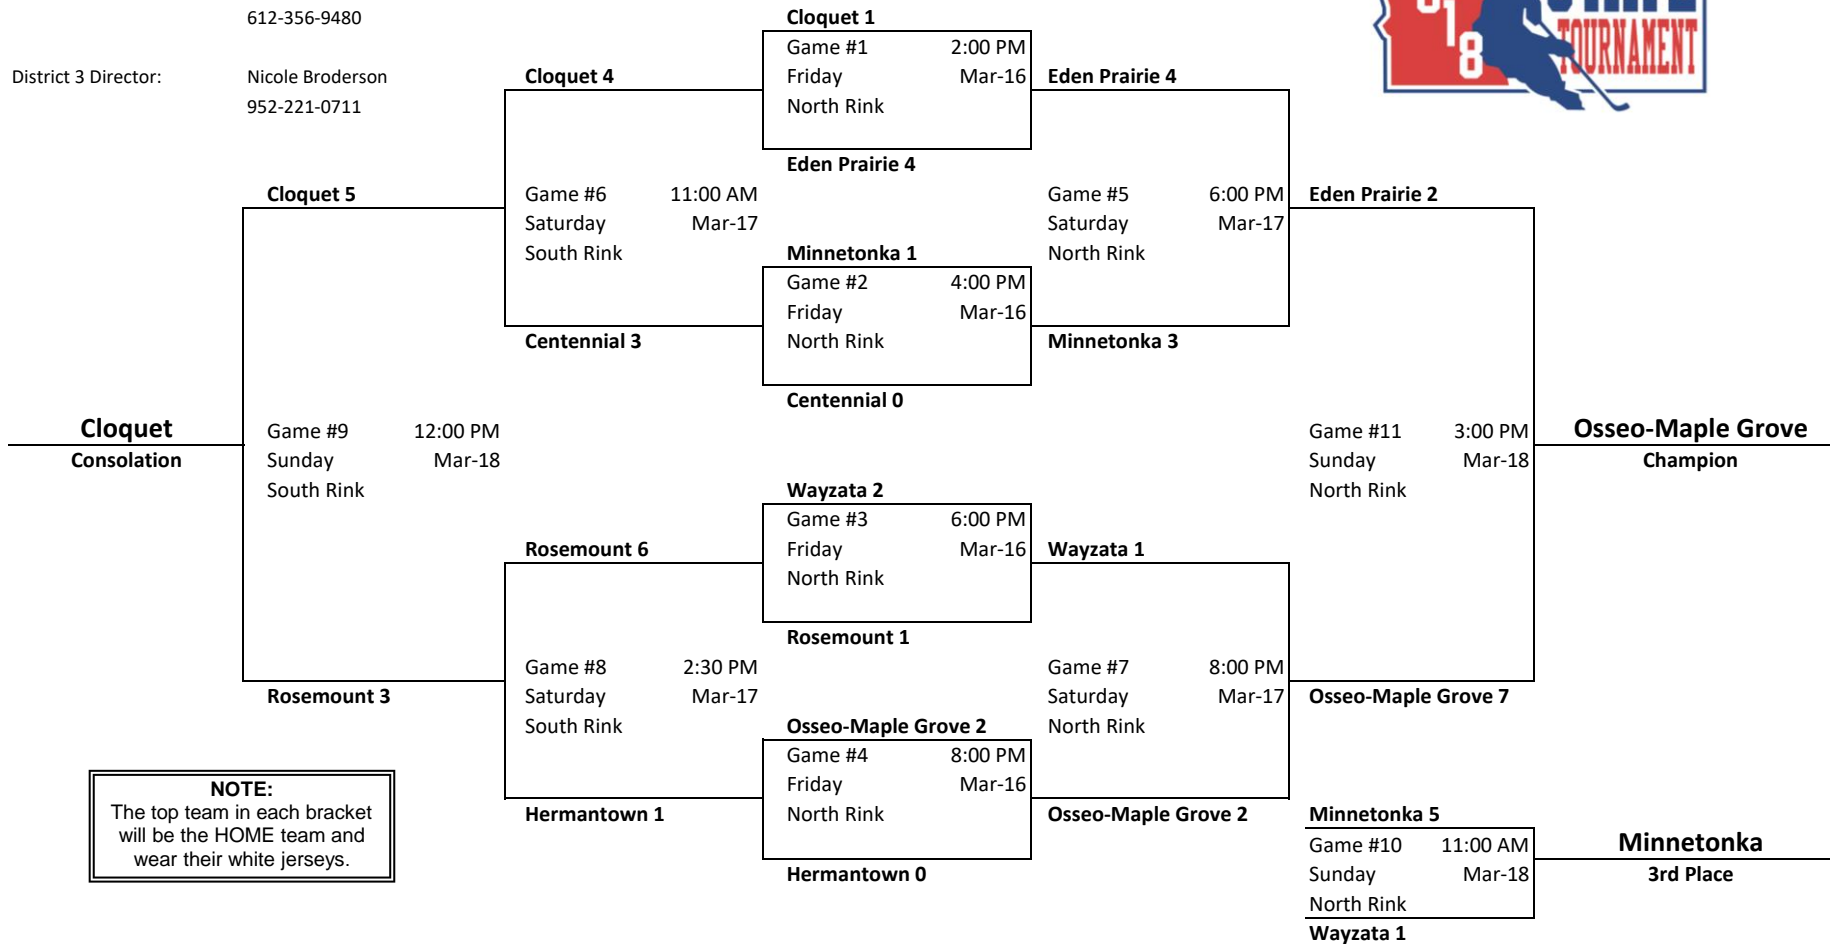 612-356-9480
District 3 Director: Nicole Broderson
952-221-0711
18
TOURNAMENT
Cloquet 1
Game #1 2:00 PM
Friday Mar-16
North Rink
Eden Prairie 4
Cloquet 4
Eden Prairie 4
Cloquet 5
Game #6 11:00 AM
Saturday Mar-17
South Rink
Game #5 6:00 PM
Saturday Mar-17
North Rink
Eden Prairie 2
Minnetonka 1
Game #2 4:00 PM
Friday Mar-16
North Rink
Centennial 0
Centennial 3
Minnetonka 3
Cloquet
Consolation
Game #9 12:00 PM
Sunday Mar-18
South Rink
Game #11 3:00 PM
Sunday Mar-18
North Rink
Osseo-Maple Grove
Champion
Wayzata 2
Game #3 6:00 PM
Friday Mar-16
North Rink
Rosemount 1
Rosemount 6
Wayzata 1
Rosemount 3
Game #8 2:30 PM
Saturday Mar-17
South Rink
Game #7 8:00 PM
Saturday Mar-17
North Rink
Osseo-Maple Grove 7
Osseo-Maple Grove 2
Game #4 8:00 PM
Friday Mar-16
North Rink
Hermantown 0
Hermantown 1
Osseo-Maple Grove 2
NOTE:
The top team in each bracket
will be the HOME team and
wear their white jerseys.
Minnetonka 5
Game #10 11:00 AM
Sunday Mar-18
North Rink
Wayzata 1
Minnetonka
3rd Place